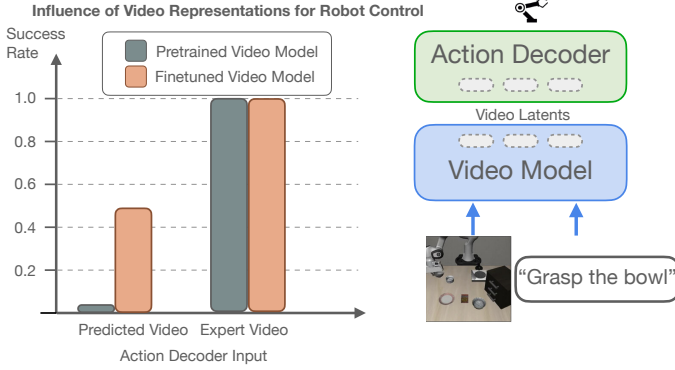 Influence of Video Representations for Robot Control
Success
Rate
Pretrained Video Model
Finetuned Video Model
1.0
0.8
0.6
0.4
0.2
Predicted Video
Expert Video
Action Decoder Input
Action Decoder
Video Latents
Video Model
“Grasp the bowl”